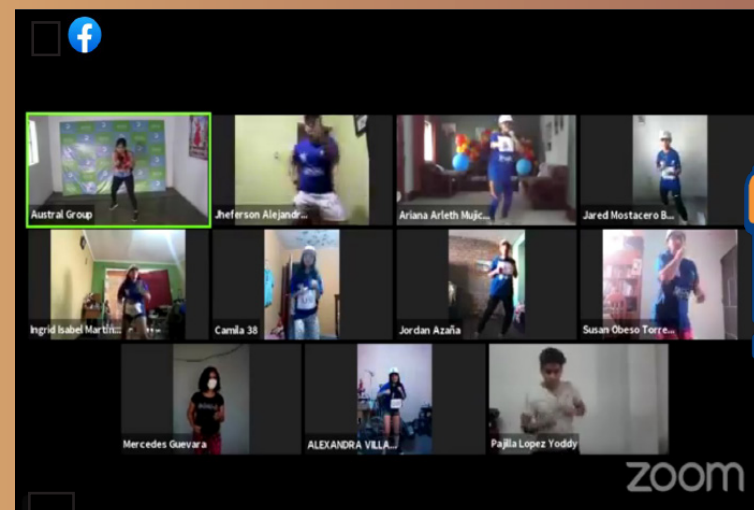 Austral Group
Jheferson Alejandr...
Ariana Arleth Mujic...
Jared Mostacero B...
Ingrid Isabel Martín...
Camila 38
Jordan Azaña
Susan Obeso Torre...
Mercedes Guevara
ALEXANDRA VILLA...
Pajilla Lopez Yoddy
zoom